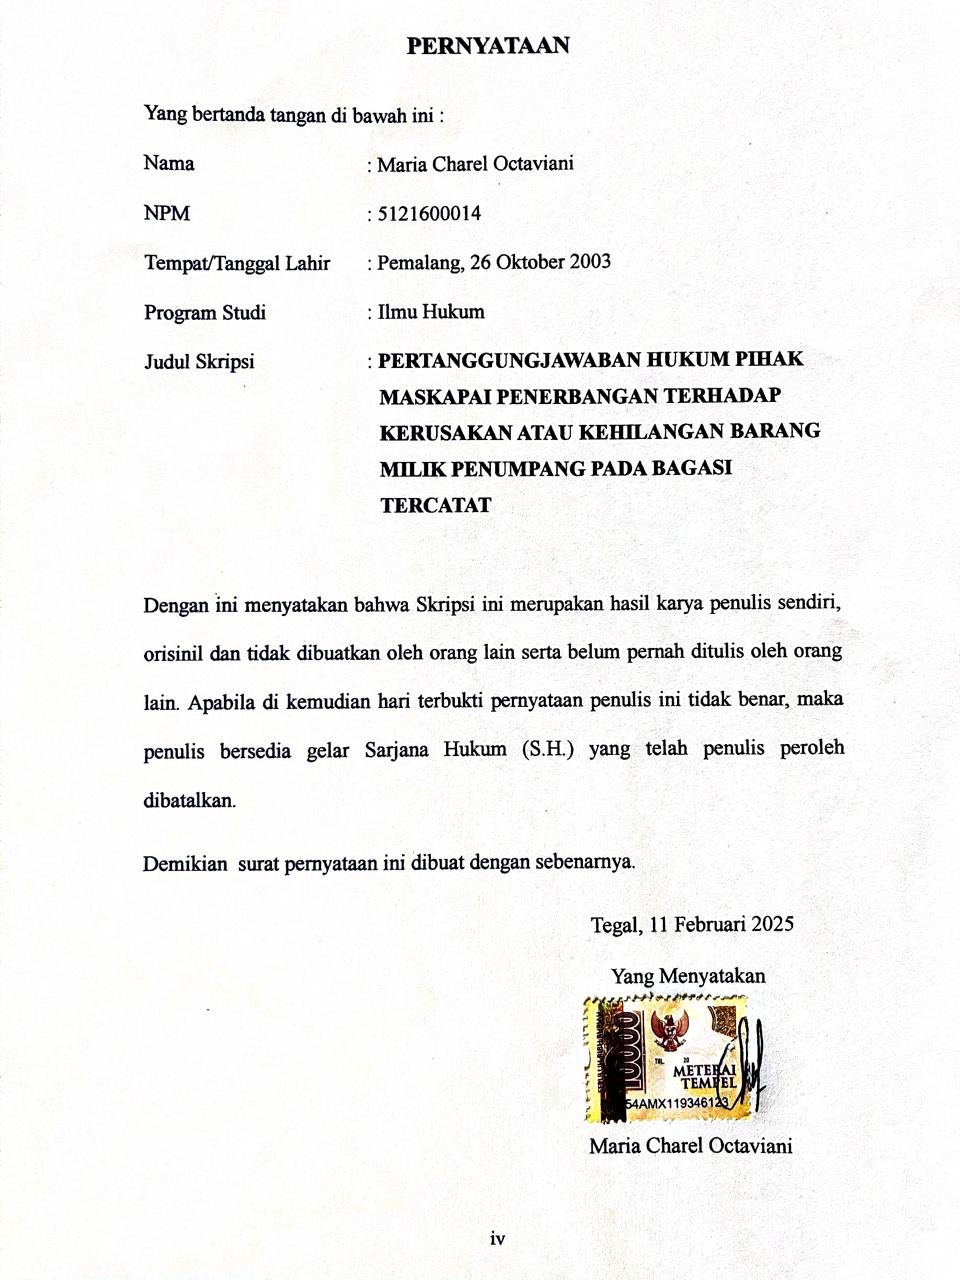 PERNYATAAN
Yang bertanda tangan di bawah ini :
Nama : Maria Charel Octaviani
NPM : 5121600014
Tempat/Tanggal Lahir : Pemalang, 26 Oktober 2003
Program Studi : Ilmu Hukum
Judul Skripsi : PERTANGGUNGJAWABAN HUKUM PIHAK
MASKAPAI PENERBANGAN TERHADAP
KERUSAKAN ATAU KEHILANGAN BARANG
MILIK PENUMPANG PADA BAGASI
TERCATAT
Dengan ini menyatakan bahwa Skripsi ini merupakan hasil karya penulis sendiri,
orisinil dan tidak dibuatkan oleh orang lain serta belum pernah ditulis oleh orang
lain. Apabila di kemudian hari terbukti pernyataan penulis ini tidak benar, maka
penulis bersedia gelar Sarjana Hukum (S.H.) yang telah penulis peroleh
dibatalkan.
Demikian surat pernyataan ini dibuat dengan sebenarnya.
Tegal, 11 Februari 2025
Yang Menyatakan
10000
TGL. 20
METERAI
TEMPEL
54AMX119346123
Maria Charel Octaviani
iv